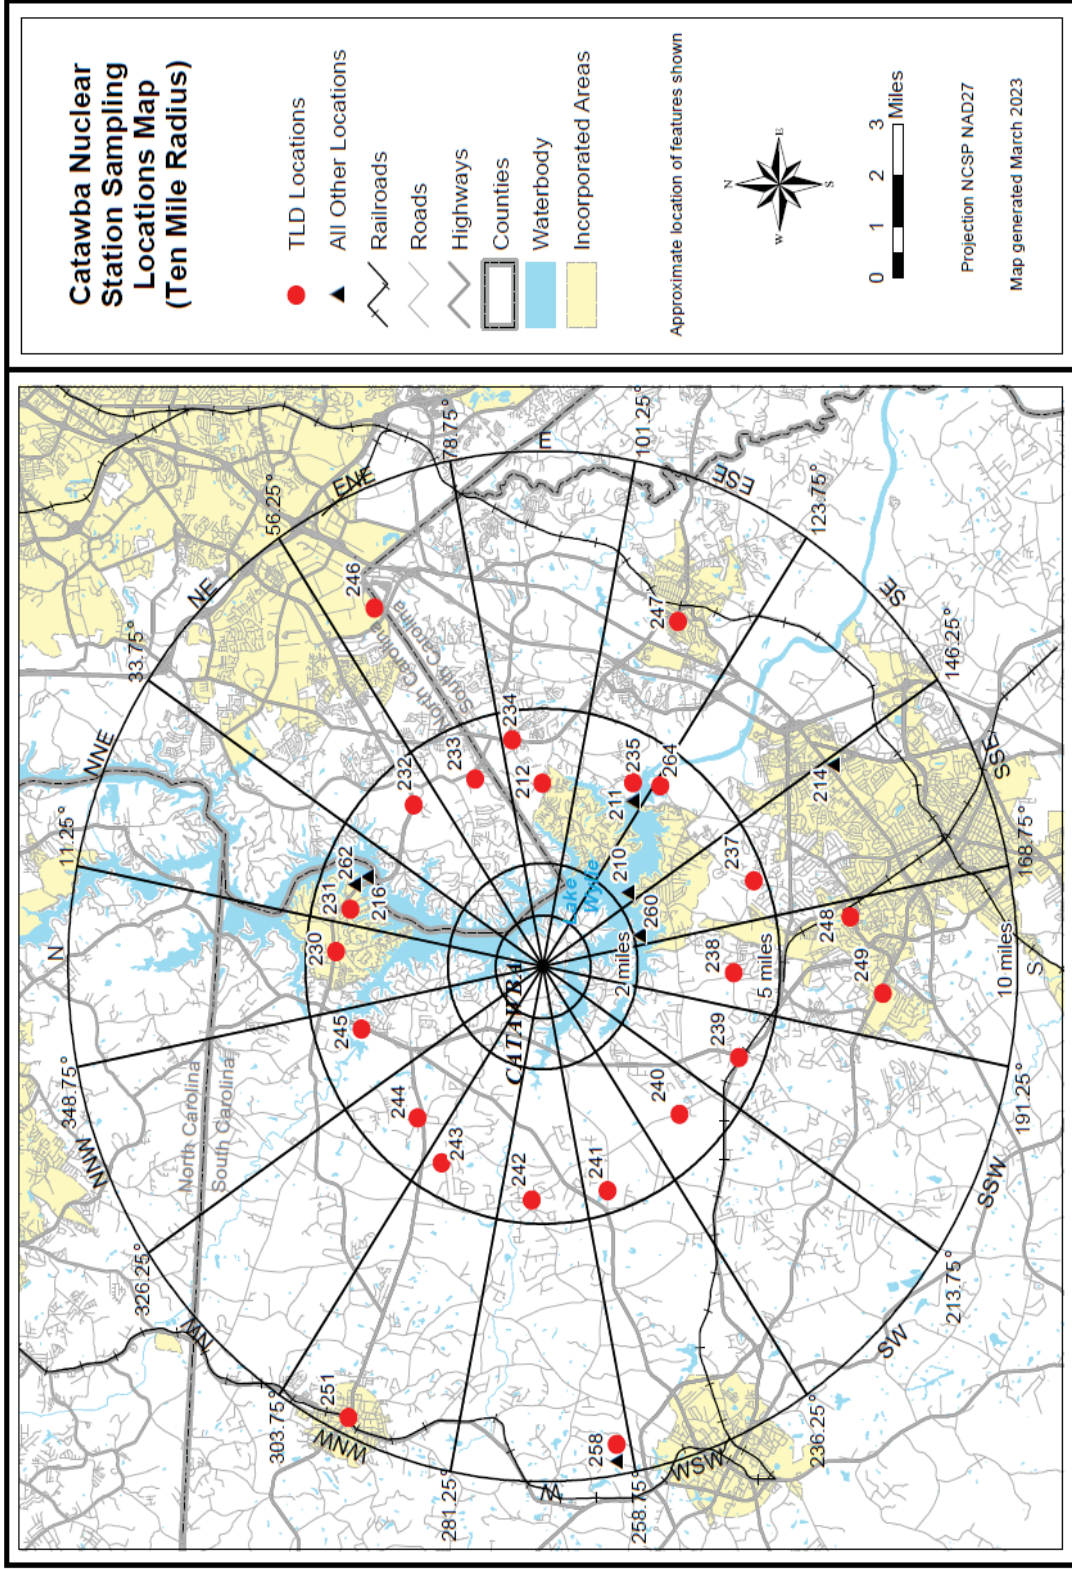 Catawba Nuclear
Station Sampling
Locations Map
(Ten Mile Radius)
TLD Locations
All Other Locations
Railroads
Roads
Highways
Counties
Waterbody
Incorporated Areas
Approximate location of features shown
N
W
E
S
0 1 2 3
Miles
Projection NCSP NAD27
Map generated March 2023
N
11.25°
NNE
33.75°
NE
56.25°
ENE
78.75°
E
101.25°
ESE
123.75°
SE
146.25°
SSE
168.75°
S
191.25°
SSW
213.75°
SW
236.25°
WSW
258.75°
W
281.25°
WNW
303.75°
NW
326.25°
NNW
348.75°
North Carolina
South Carolina
North Carolina
South Carolina
CATAWBA
Lake
Wylie
2 miles
5 miles
10 miles
230
231
262
216
232
233
234
212
246
247
235
211
264
210
260
214
237
238
248
249
239
240
241
242
243
244
245
251
258